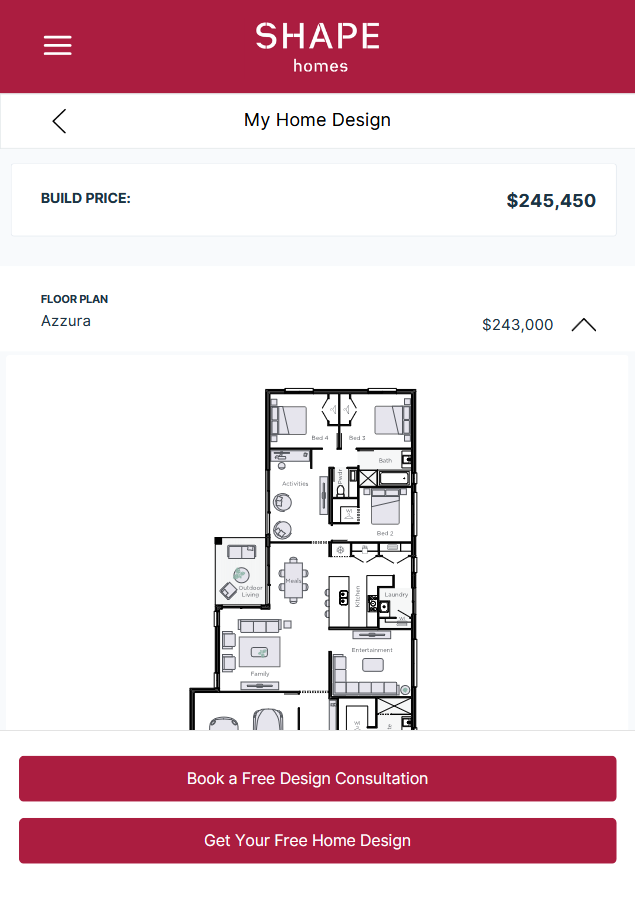 SHAPE
homes
My Home Design
BUILD PRICE:
$245,450
FLOOR PLAN
Azzura
$243,000
Bed 4
Bed 3
Bath
Pwdr
Activities
WI
Bed 2
Outdoor
Living
Meals
Kitchen
Laundry
WI
Entertainment
Family
WI
Book a Free Design Consultation
Get Your Free Home Design